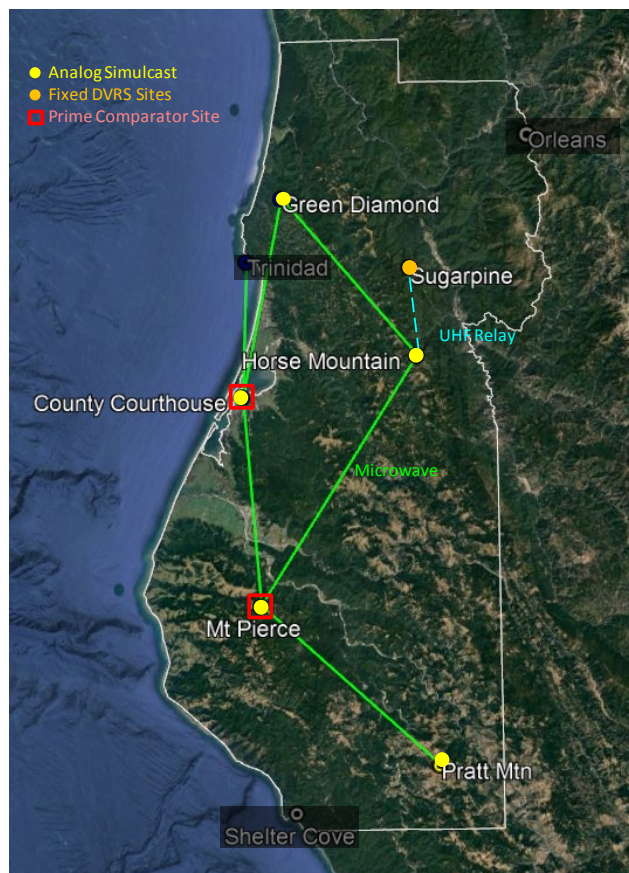 Analog Simulcast
Fixed DVRS Sites
Prime Comparator Site
Orleans
Green Diamond
Trinidad
Sugarpine
UHF Relay
Horse Mountain
County Courthouse
Microwave
Mt Pierce
Pratt Mtn
Shelter Cove